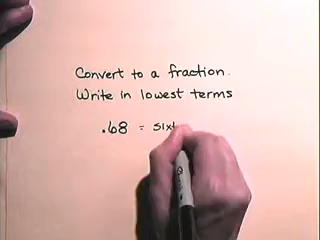 Convert to a fraction.
Write in lowest terms
.68 = sixt